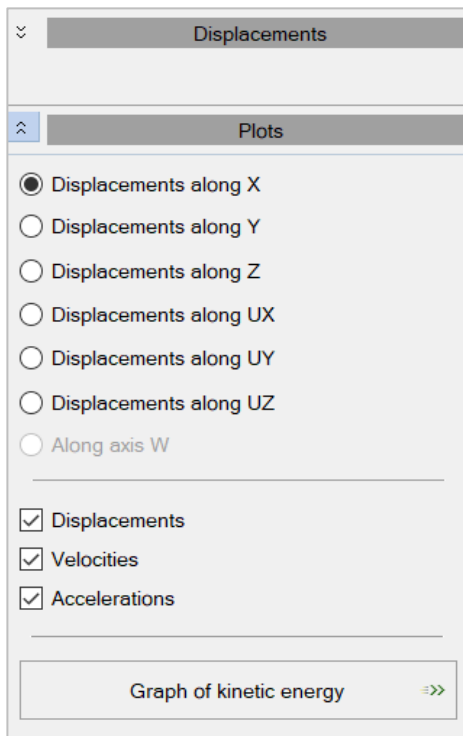 Displacements
Plots
Displacements along X
Displacements along Y
Displacements along Z
Displacements along UX
Displacements along UY
Displacements along UZ
Along axis W
Displacements
Velocities
Accelerations
Graph of kinetic energy